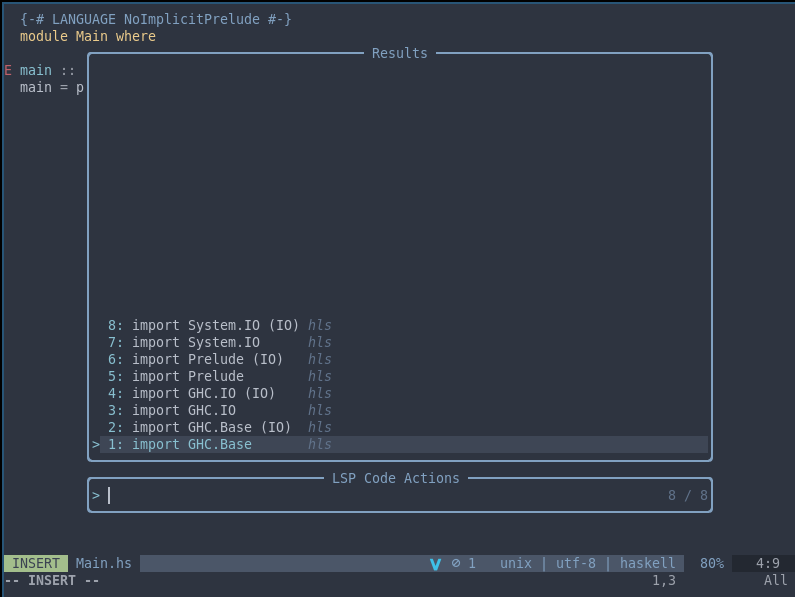 {-# LANGUAGE NoImplicitPrelude #-}
module Main where
Results
E main ::
main = p
8: import System.IO (IO) hls
7: import System.IO hls
6: import Prelude (IO) hls
5: import Prelude hls
4: import GHC.IO (IO) hls
3: import GHC.IO hls
2: import GHC.Base (IO) hls
> 1: import GHC.Base hls
LSP Code Actions
> 8 / 8
INSERT Main.hs V ⊘ 1 unix | utf-8 | haskell 80% 4:9
-- INSERT -- 1,3 All